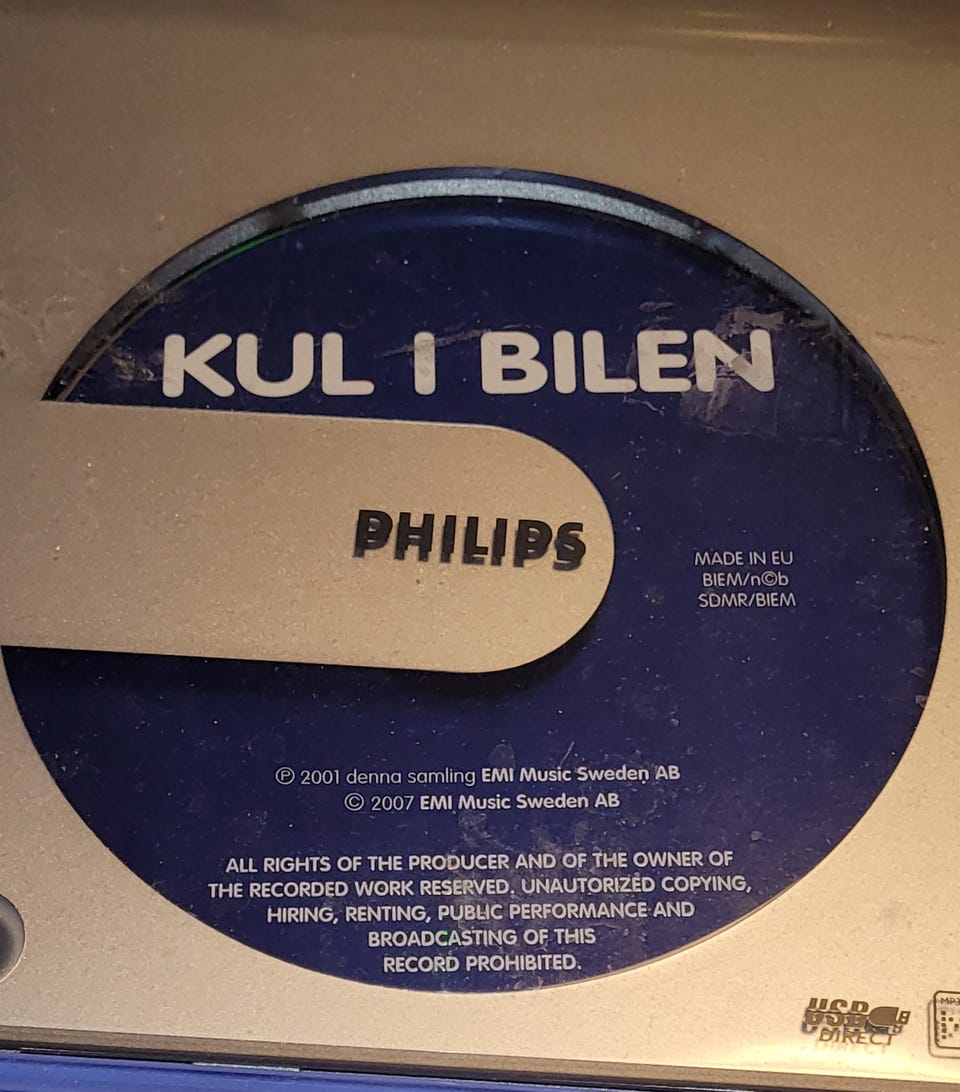 KUL I BILEN
PHILIPS
MADE IN EU
BIEM/n©b
SDMR/BIEM
℗ 2001 denna samling EMI Music Sweden AB
© 2007 EMI Music Sweden AB
ALL RIGHTS OF THE PRODUCER AND OF THE OWNER OF
THE RECORDED WORK RESERVED. UNAUTORIZED COPYING,
HIRING, RENTING, PUBLIC PERFORMANCE AND
BROADCASTING OF THIS
RECORD PROHIBITED.
USB
DIRECT
MP3